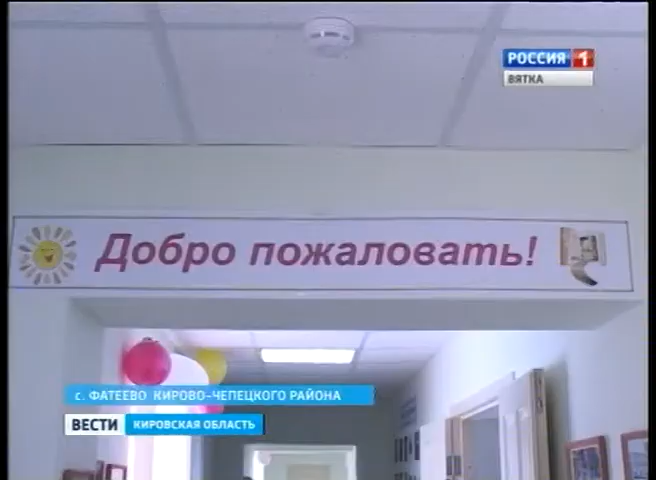 РОССИЯ 1
ВЯТКА
Добро пожаловать!
с. ФАТЕЕВО КИРОВО-ЧЕПЕЦКОГО РАЙОНА
ВЕСТИ КИРОВСКАЯ ОБЛАСТЬ